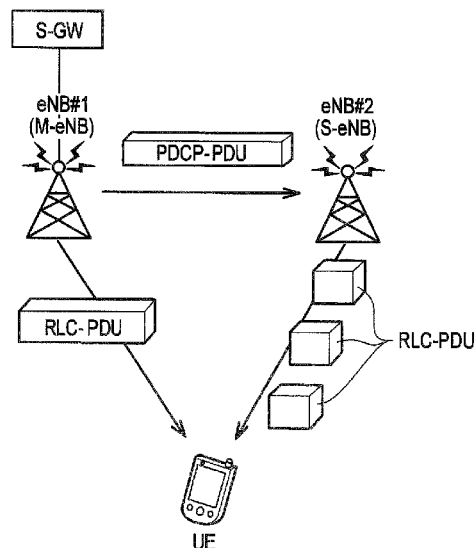 S-GW
eNB#1
(M-eNB)
eNB#2
(S-eNB)
PDCP-PDU
RLC-PDU
RLC-PDU
UE